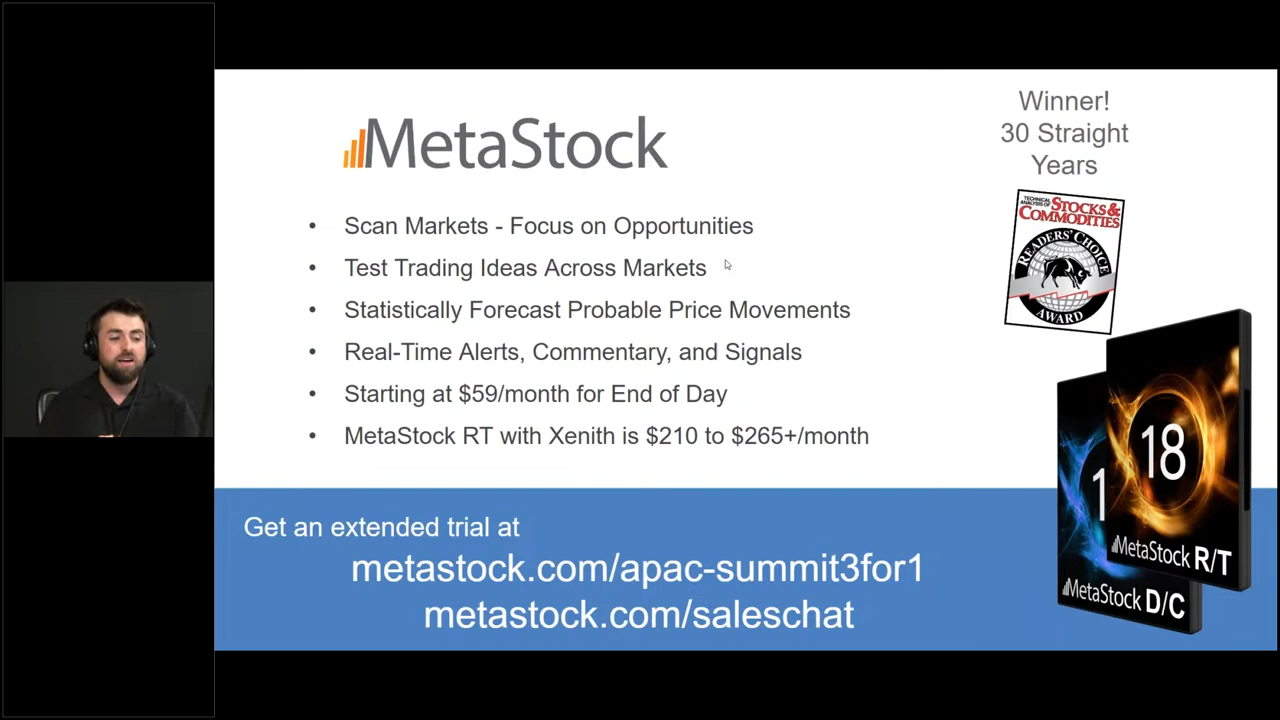 MetaStock
Winner!
30 Straight
Years
TECHNICAL ANALYSIS OF STOCKS &
COMMODITIES
READERS' CHOICE
AWARD
• Scan Markets - Focus on Opportunities
• Test Trading Ideas Across Markets
• Statistically Forecast Probable Price Movements
• Real-Time Alerts, Commentary, and Signals
• Starting at $59/month for End of Day
• MetaStock RT with Xenith is $210 to $265+/month
18
MetaStock R/T
1
MetaStock D/C
Get an extended trial at
metastock.com/apac-summit3for1
metastock.com/saleschat